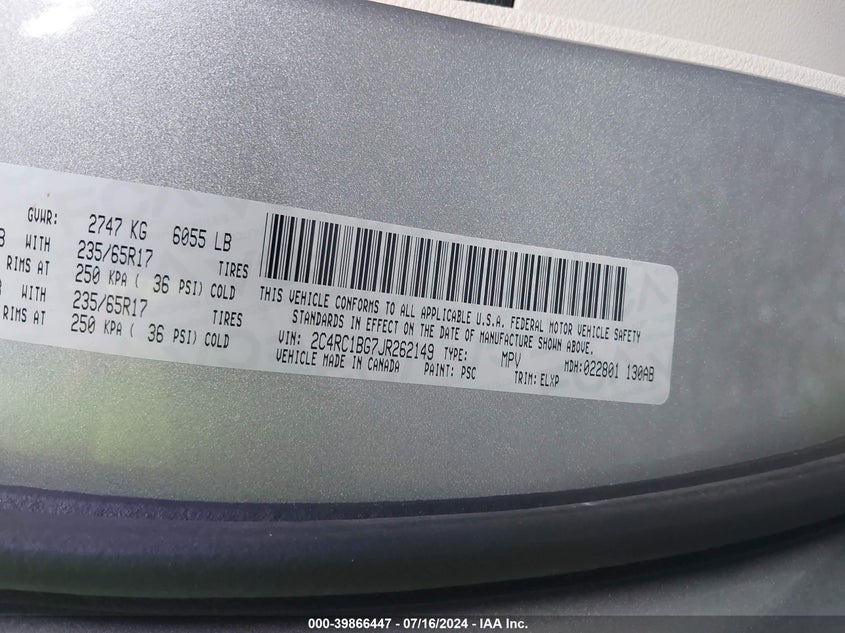 GVWR: 2747 KG 6055 LB
WITH 235/65R17 TIRES
RIMS AT 250 KPA ( 36 PSI) COLD
WITH 235/65R17 TIRES
RIMS AT 250 KPA ( 36 PSI) COLD
THIS VEHICLE CONFORMS TO ALL APPLICABLE U.S.A. FEDERAL MOTOR VEHICLE SAFETY
STANDARDS IN EFFECT ON THE DATE OF MANUFACTURE SHOWN ABOVE.
VIN: 2C4RC1BG7JR262149 TYPE: MPV MDH:022801 130AB
VEHICLE MADE IN CANADA PAINT: PSC TRIM: ELXP
000-39866447 - 07/16/2024 - IAA Inc.